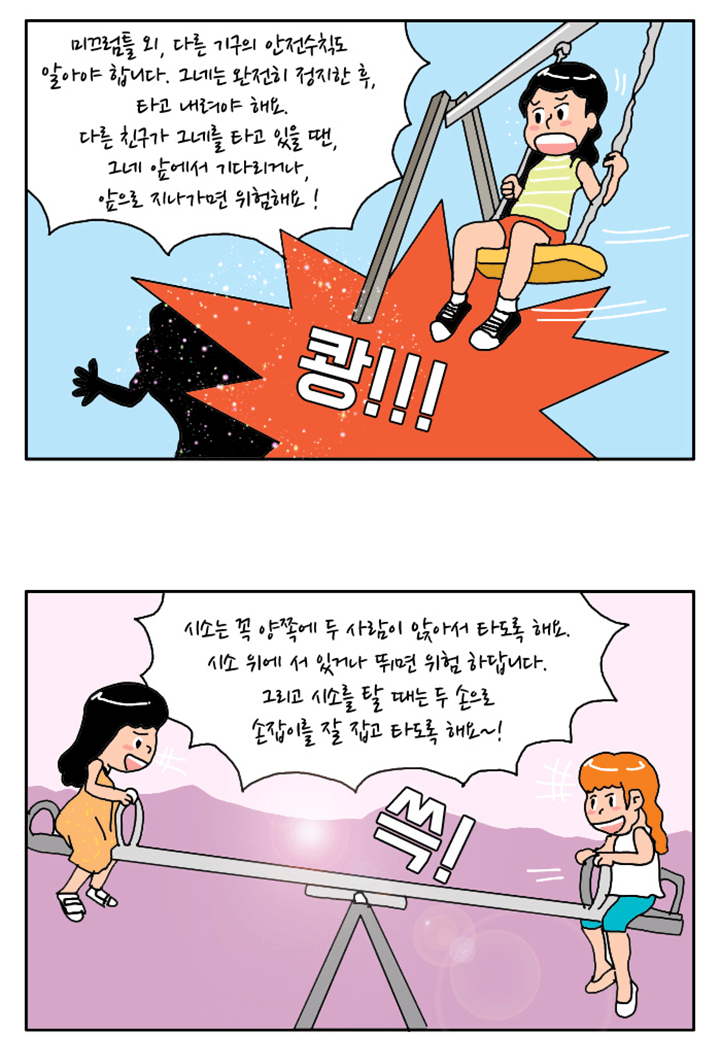 미끄럼틀 외, 다른 기구의 안전수칙도
알아야 합니다. 그네는 완전히 정지한 후,
타고 내려야 해요.
다른 친구가 그네를 타고 있을 땐,
그네 앞에서 기다리거나,
앞으로 지나가면 위험해요 !
쾅!!!
시소는 꼭 양쪽에 두 사람이 앉아서 타도록 해요.
시소 위에 서 있거나 뛰면 위험 하답니다.
그리고 시소를 탈 때는 두 손으로
손잡이를 잘 잡고 타도록 해요~!
쓱!